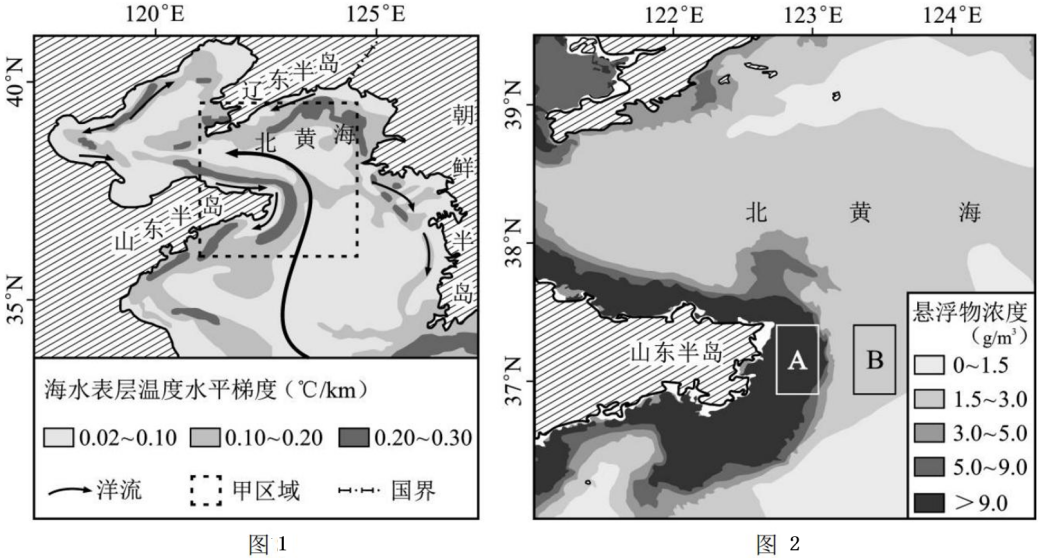 120°E
125°E
40°N
35°N
辽东半岛
北黄海
朝鲜半岛
山东半岛
海水表层温度水平梯度(℃/km)
0.02~0.10
0.10~0.20
0.20~0.30
洋流
甲区域
国界
图1
122°E
123°E
124°E
39°N
38°N
37°N
北黄海
山东半岛
A
B
悬浮物浓度
(g/m³)
0~1.5
1.5~3.0
3.0~5.0
5.0~9.0
>9.0
图2